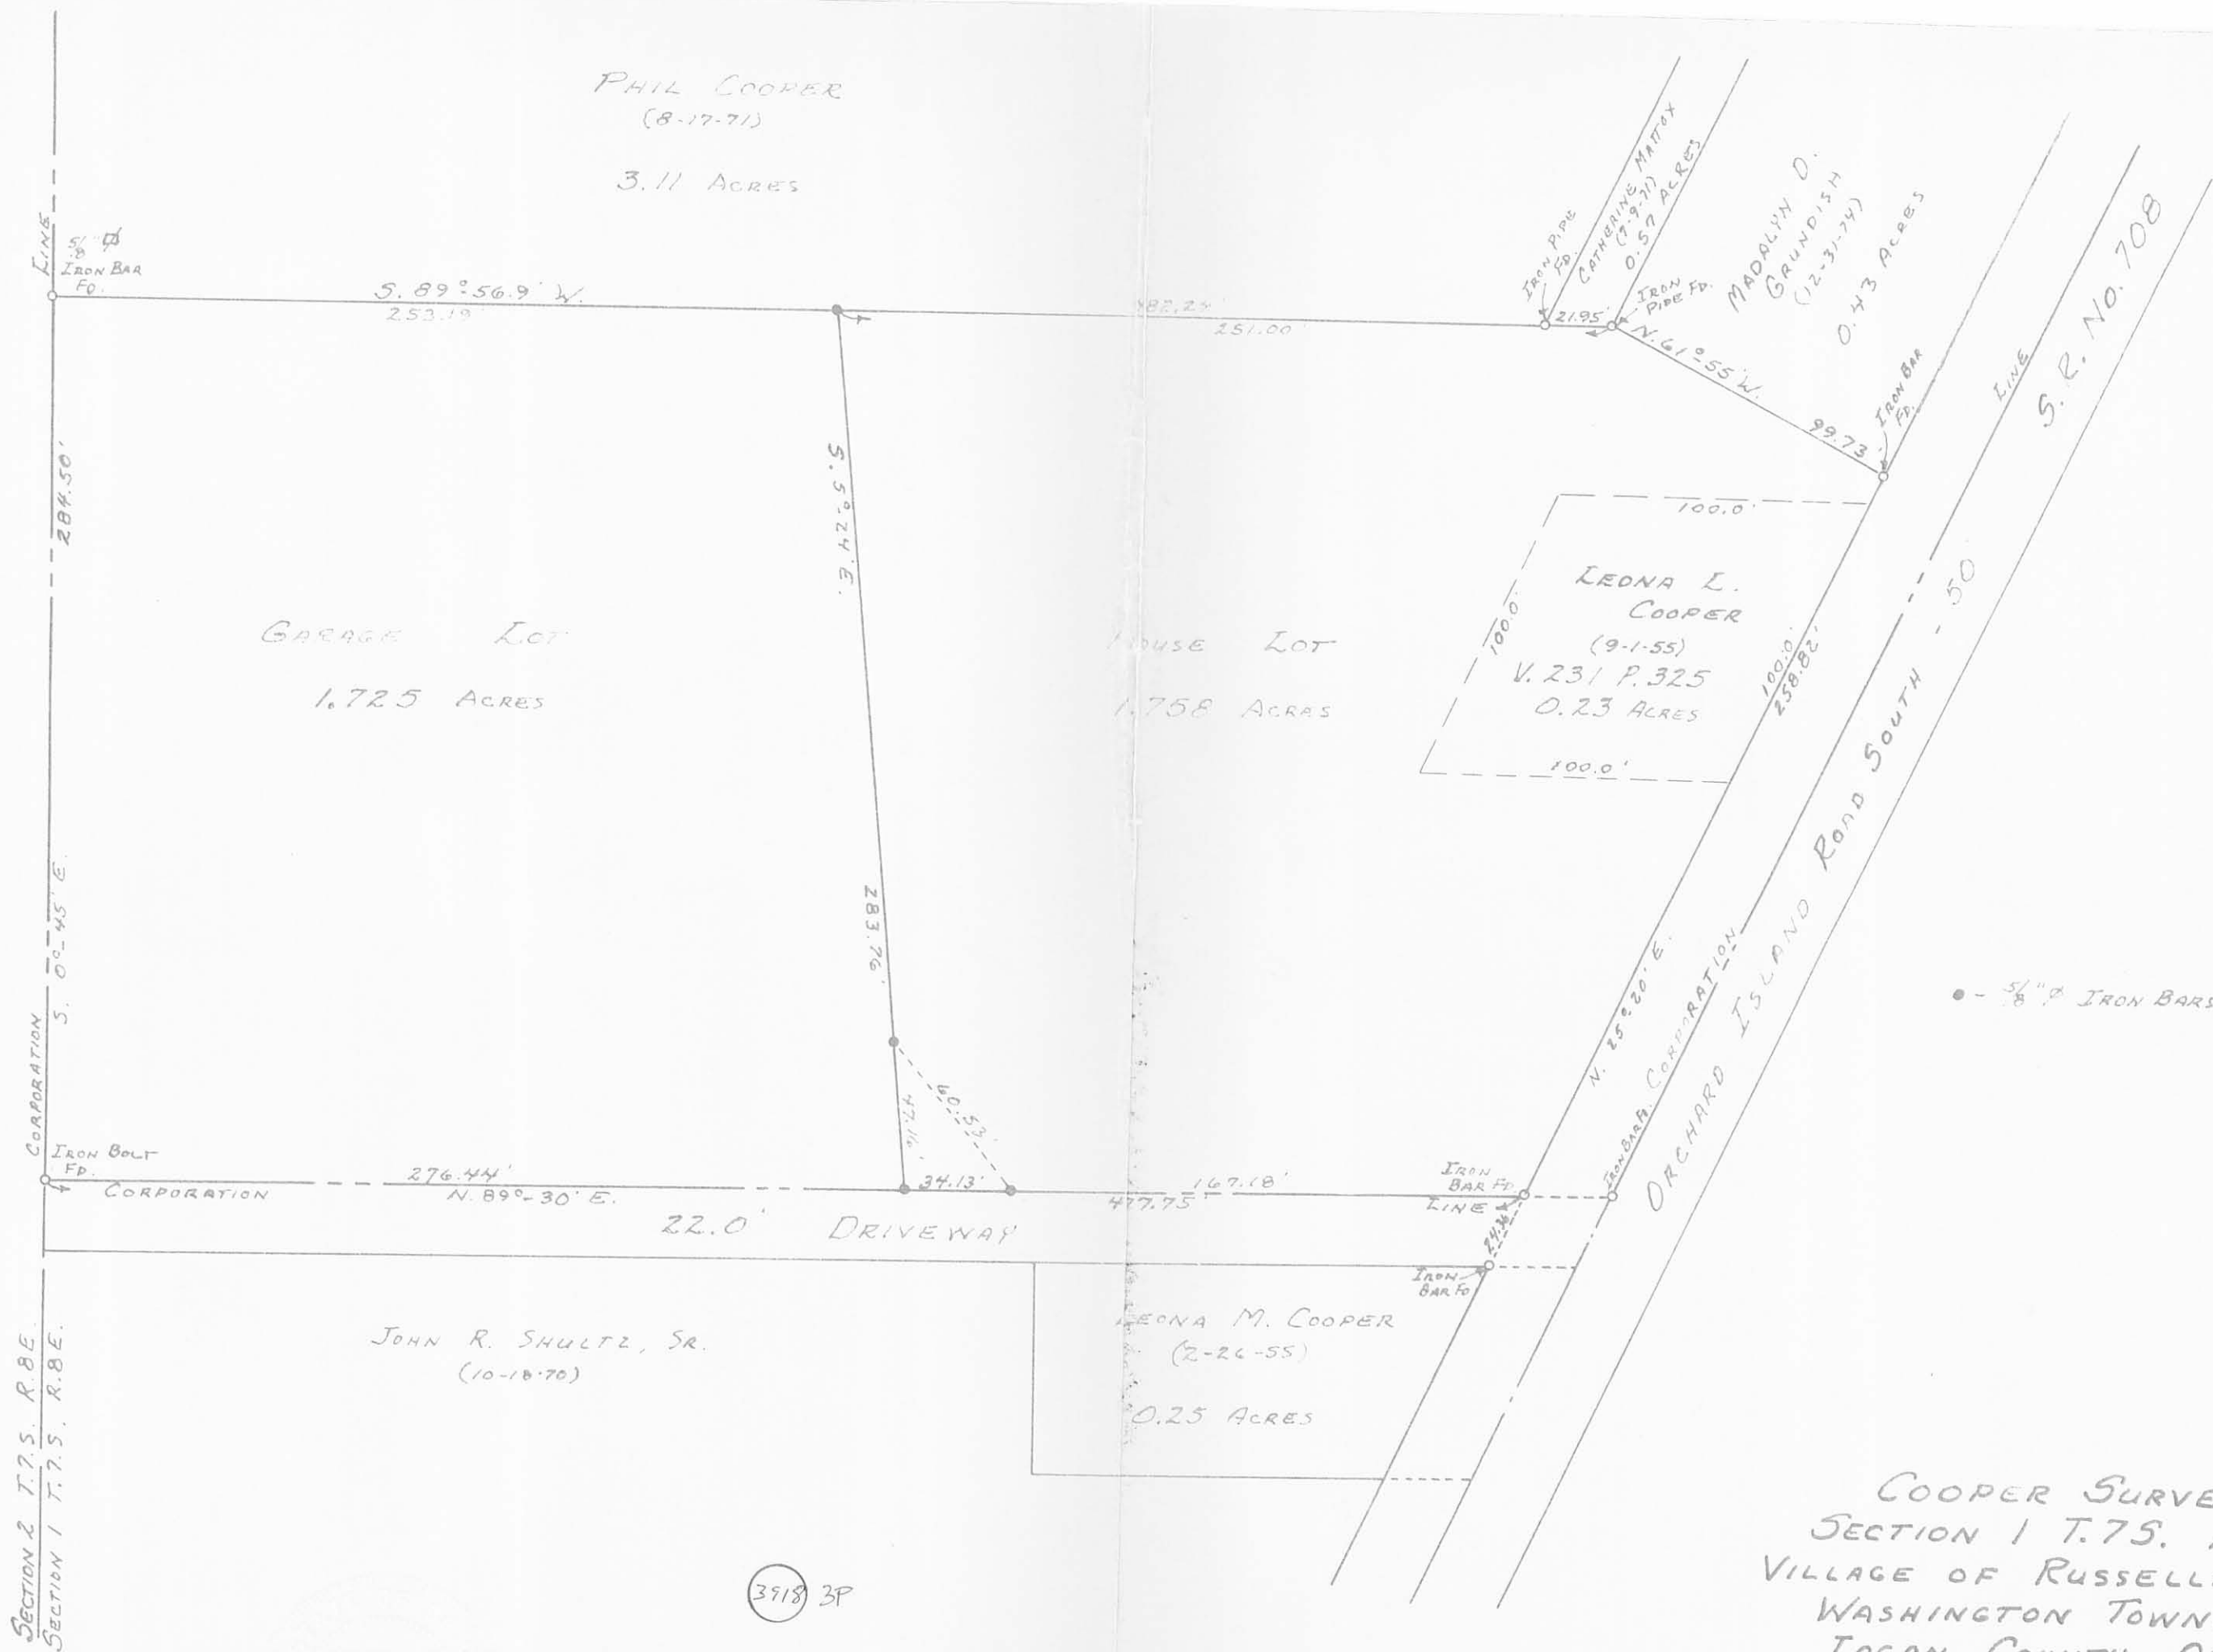 PHIL COOPER
(8-17-71)
3.11 ACRES
LINE
5/8"
IRON BAR
FD.
S. 89°-56.9' W.
253.19'
482.24'
251.00'
IRON PIPE
FD.
CATHERINE MATTOX
(7-9-71)
0.57 ACRES
21.95'
IRON
PIPE FD.
MADALYN D.
GRUNDISH
(12-31-74)
0.43 ACRES
N. 61°-55' W.
99.73'
IRON BAR
FD.
LINE
S.R. No. 708
284.50'
S. 5°-24' E.
283.76'
GARAGE LOT
1.725 ACRES
HOUSE LOT
1.758 ACRES
100.0'
100.0'
LEONA L.
COOPER
(9-1-55)
V. 231 P. 325
0.23 ACRES
100.0'
100.0'
258.82'
ORCHARD ISLAND ROAD SOUTH - 50
S. 0°-45' E.
CORPORATION
N. 25°-20' E.
CORPORATION
IRON BAR FD.
● - 5/8"ø IRON BARS
47.16'
60.53'
IRON BOLT
FD.
CORPORATION
276.44'
N. 89°-30' E.
34.13'
167.18'
477.75'
IRON
BAR FD.
LINE
22.0' DRIVEWAY
24.36'
IRON
BAR FD
JOHN R. SHULTZ, SR.
(10-18-70)
LEONA M. COOPER
(2-26-55)
0.25 ACRES
SECTION 2 T.7.S. R.8E.
SECTION 1 T.7.S. R.8E.
3918 3P
COOPER SURVE
SECTION 1 T.7S.
VILLAGE OF RUSSELL
WASHINGTON TOWN
LOGAN COUNTY